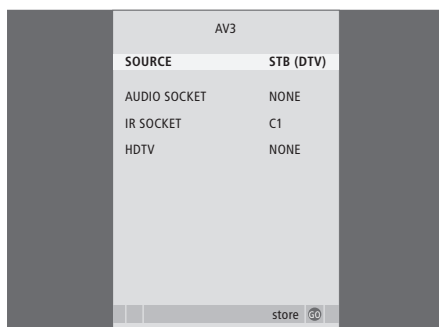 AV3
SOURCE STB (DTV)
AUDIO SOCKET NONE
IR SOCKET C1
HDTV NONE
store GO